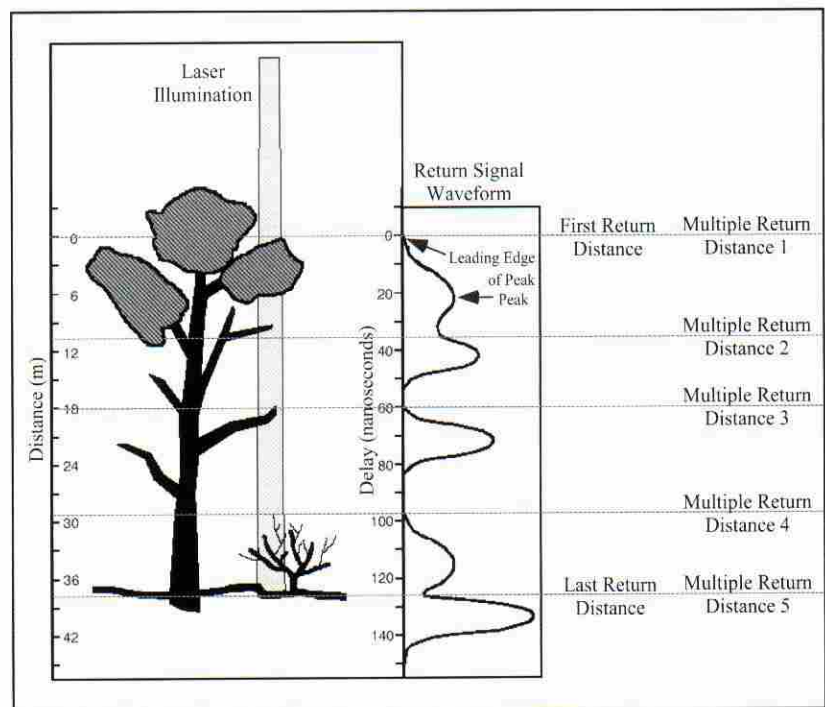 Laser
Illumination
Return Signal
Waveform
First Return
Distance
Multiple Return
Distance 1
Leading Edge
of Peak
Peak
Multiple Return
Distance 2
Multiple Return
Distance 3
Multiple Return
Distance 4
Last Return
Distance
Multiple Return
Distance 5
Distance (m)
0
6
12
18
24
30
36
42
Delay (nanoseconds)
0
20
40
60
80
100
120
140